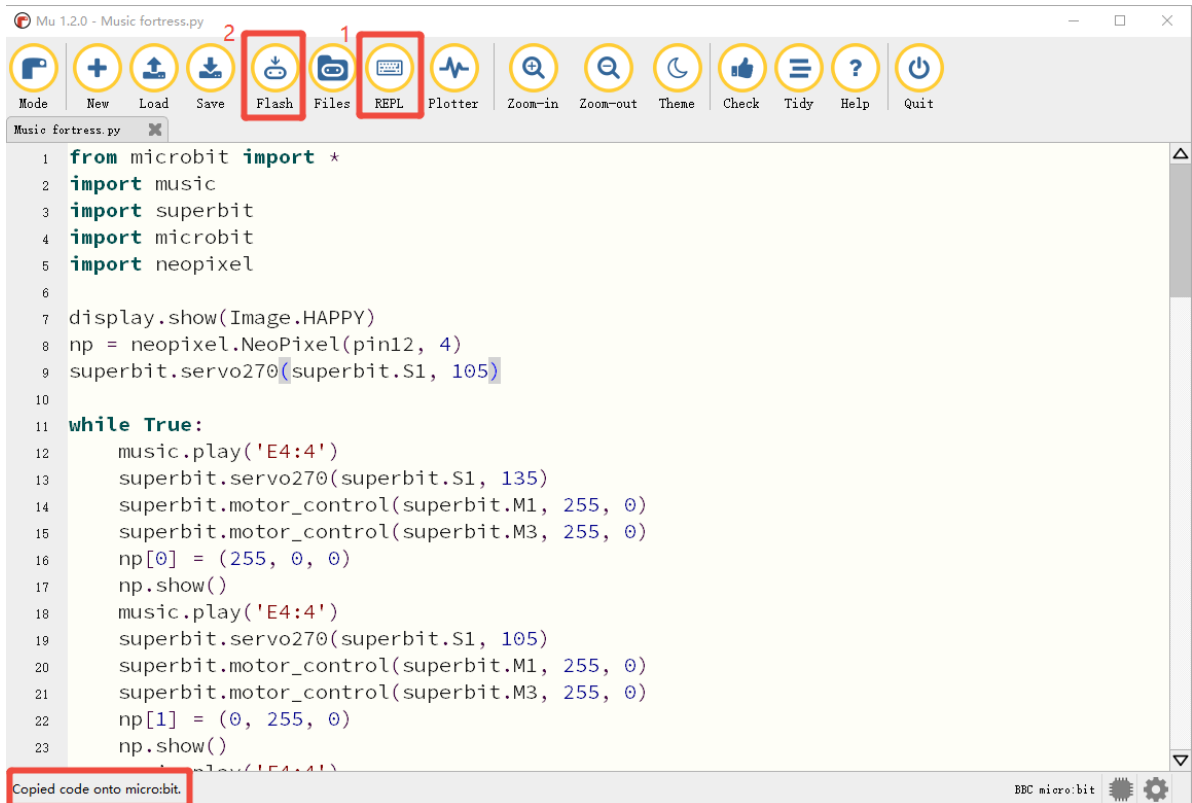 Mu 1.2.0 - Music fortress.py
2
1
Mode New Load Save Flash Files REPL Plotter Zoom-in Zoom-out Theme Check Tidy Help Quit
Music fortress.py
1 from microbit import *
2 import music
3 import superbit
4 import microbit
5 import neopixel
6
7 display.show(Image.HAPPY)
8 np = neopixel.NeoPixel(pin12, 4)
9 superbit.servo270(superbit.S1, 105)
10
11 while True:
12     music.play('E4:4')
13     superbit.servo270(superbit.S1, 135)
14     superbit.motor_control(superbit.M1, 255, 0)
15     superbit.motor_control(superbit.M3, 255, 0)
16     np[0] = (255, 0, 0)
17     np.show()
18     music.play('E4:4')
19     superbit.servo270(superbit.S1, 105)
20     superbit.motor_control(superbit.M1, 255, 0)
21     superbit.motor_control(superbit.M3, 255, 0)
22     np[1] = (0, 255, 0)
23     np.show()
Copied code onto micro:bit. BBC micro:bit